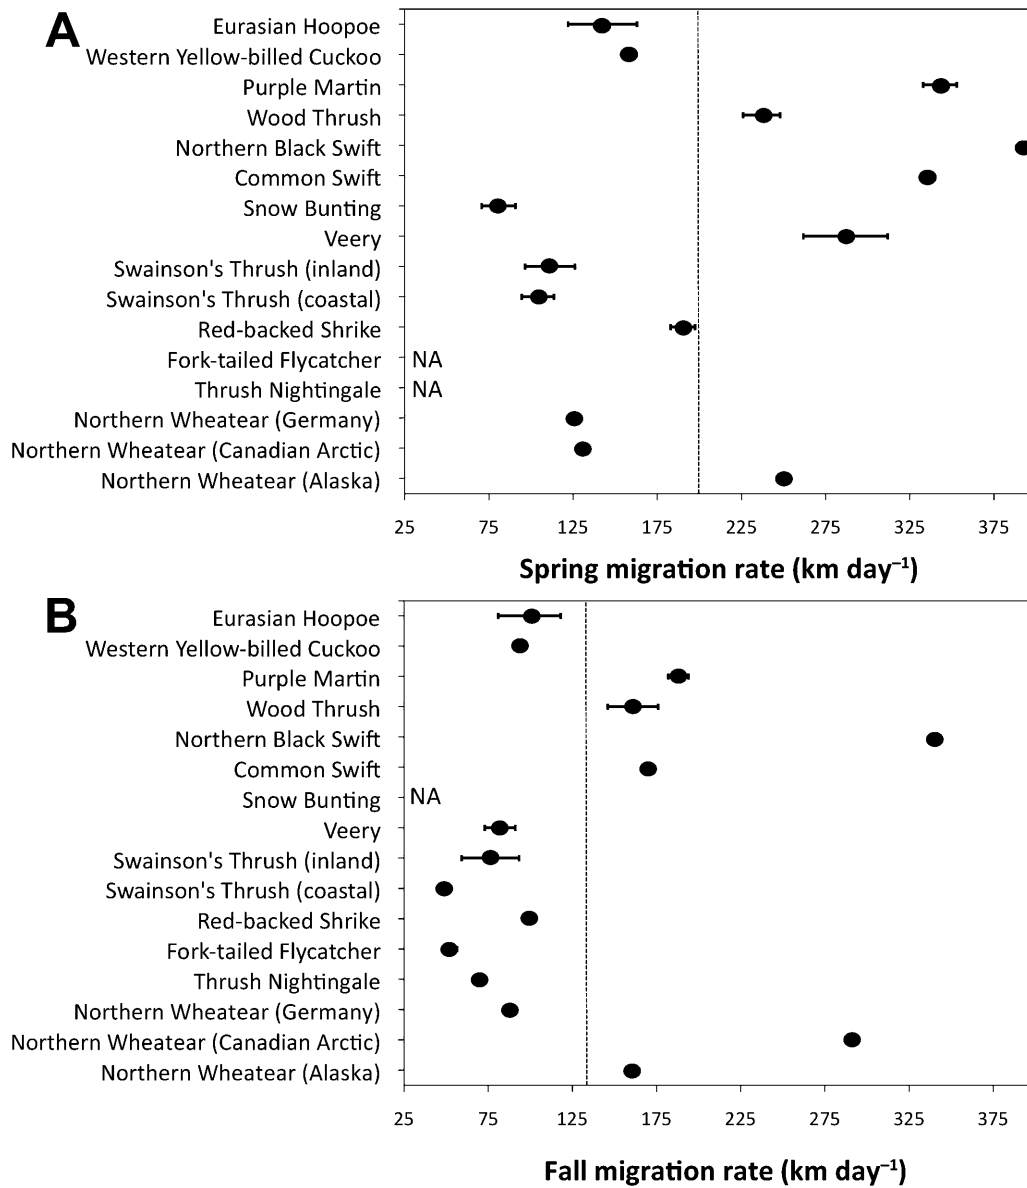 A
Eurasian Hoopoe
Western Yellow-billed Cuckoo
Purple Martin
Wood Thrush
Northern Black Swift
Common Swift
Snow Bunting
Veery
Swainson's Thrush (inland)
Swainson's Thrush (coastal)
Red-backed Shrike
Fork-tailed Flycatcher NA
Thrush Nightingale NA
Northern Wheatear (Germany)
Northern Wheatear (Canadian Arctic)
Northern Wheatear (Alaska)
25 75 125 175 225 275 325 375
Spring migration rate (km day⁻¹)
B
Eurasian Hoopoe
Western Yellow-billed Cuckoo
Purple Martin
Wood Thrush
Northern Black Swift
Common Swift
Snow Bunting NA
Veery
Swainson's Thrush (inland)
Swainson's Thrush (coastal)
Red-backed Shrike
Fork-tailed Flycatcher
Thrush Nightingale
Northern Wheatear (Germany)
Northern Wheatear (Canadian Arctic)
Northern Wheatear (Alaska)
25 75 125 175 225 275 325 375
Fall migration rate (km day⁻¹)